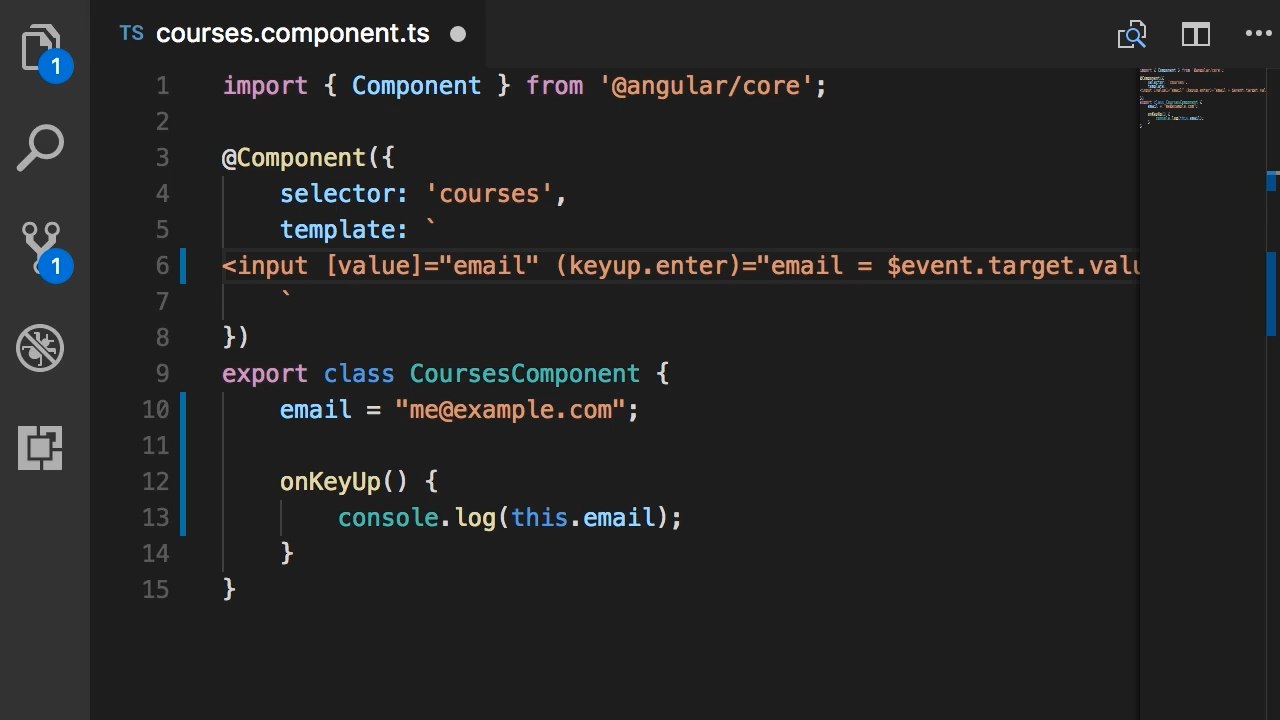 1
1
TS courses.component.ts
1 import { Component } from '@angular/core';
2
3 @Component({
4 selector: 'courses',
5 template: `
6 <input [value]="email" (keyup.enter)="email = $event.target.valu
7 `
8 })
9 export class CoursesComponent {
10 email = "me@example.com";
11
12 onKeyUp() {
13 console.log(this.email);
14 }
15 }